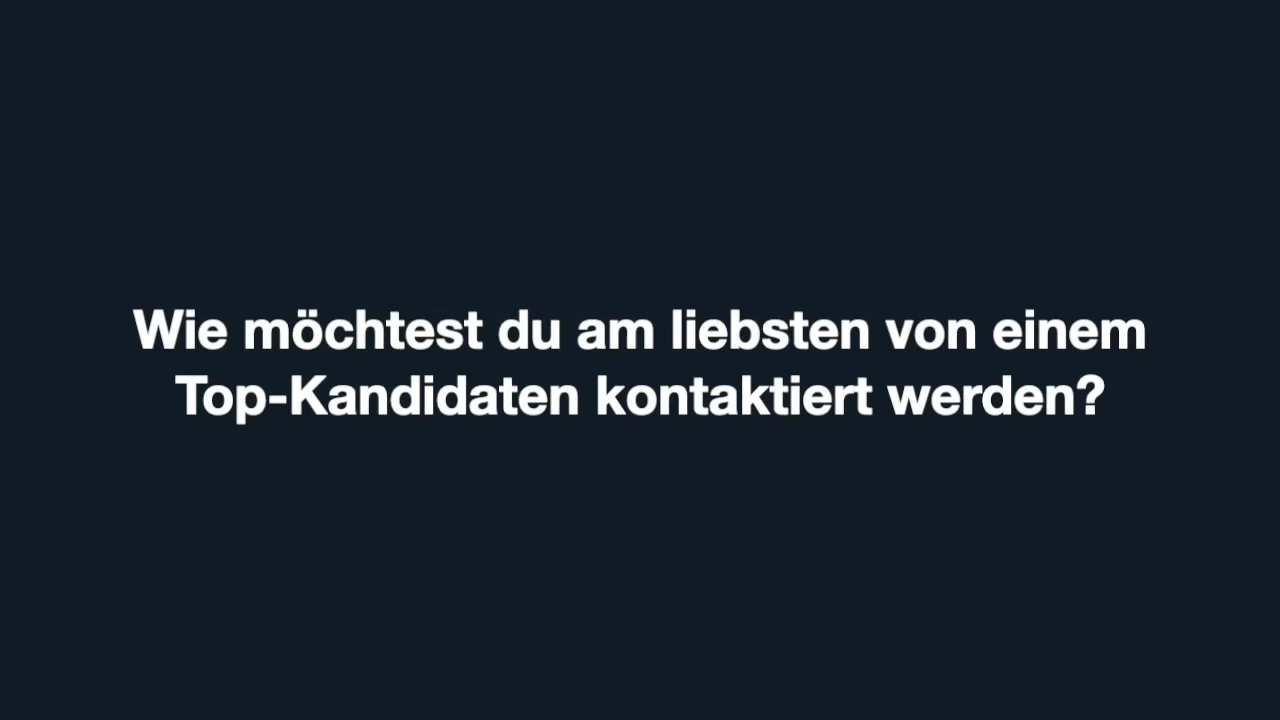 Wie möchtest du am liebsten von einem
Top-Kandidaten kontaktiert werden?